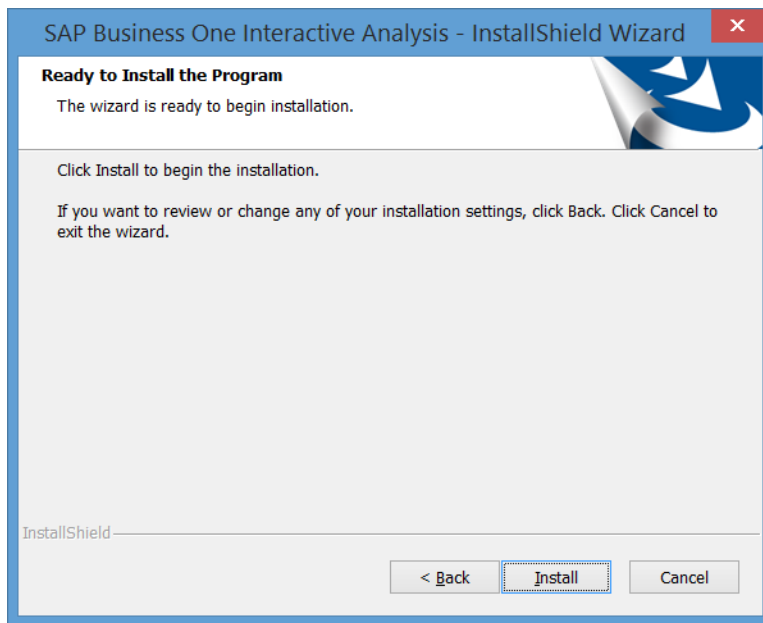 SAP Business One Interactive Analysis - InstallShield Wizard
Ready to Install the Program
The wizard is ready to begin installation.
Click Install to begin the installation.
If you want to review or change any of your installation settings, click Back. Click Cancel to
exit the wizard.
InstallShield
< Back
Install
Cancel